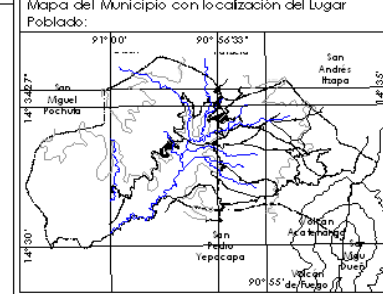 Mapa del Municipio con localización del Lugar
Poblado:
91° 00'
90° 56'33"
San
Andrés
Itzapa
14° 34'27"
14° 35'
San
Miguel
Pochuta
14° 30'
San
Pedro
Yepocapa
Volcán
Acatenango
90° 55'
Volcán
de Fuego